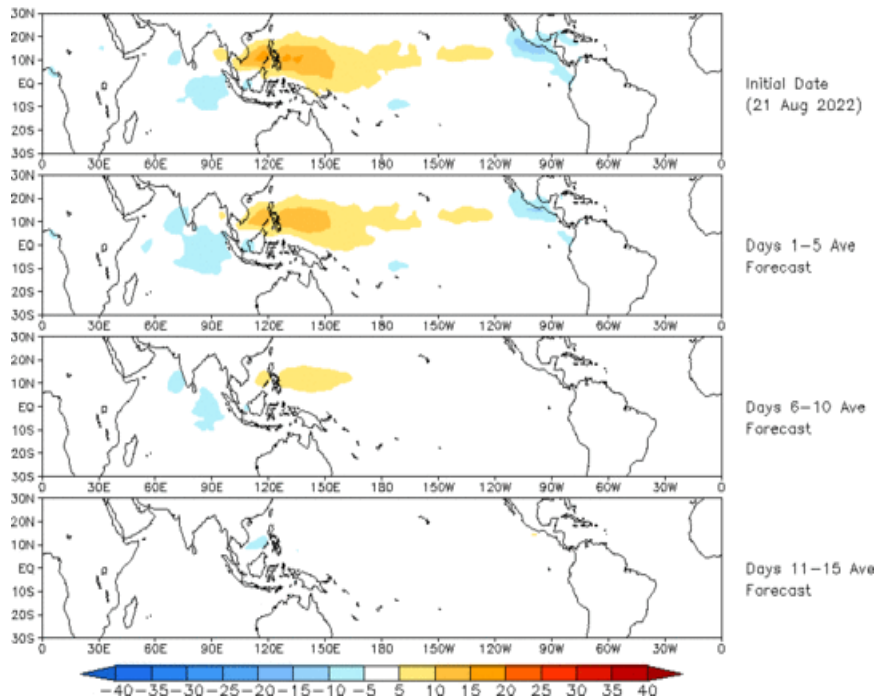 30N
20N
10N
EQ
10S
20S
30S
0 30E 60E 90E 120E 150E 180 150W 120W 90W 60W 30W 0
Initial Date
(21 Aug 2022)
30N
20N
10N
EQ
10S
20S
30S
0 30E 60E 90E 120E 150E 180 150W 120W 90W 60W 30W 0
Days 1-5 Ave
Forecast
30N
20N
10N
EQ
10S
20S
30S
0 30E 60E 90E 120E 150E 180 150W 120W 90W 60W 30W 0
Days 6-10 Ave
Forecast
30N
20N
10N
EQ
10S
20S
30S
0 30E 60E 90E 120E 150E 180 150W 120W 90W 60W 30W 0
Days 11-15 Ave
Forecast
-40 -35 -30 -25 -20 -15 -10 -5 5 10 15 20 25 30 35 40